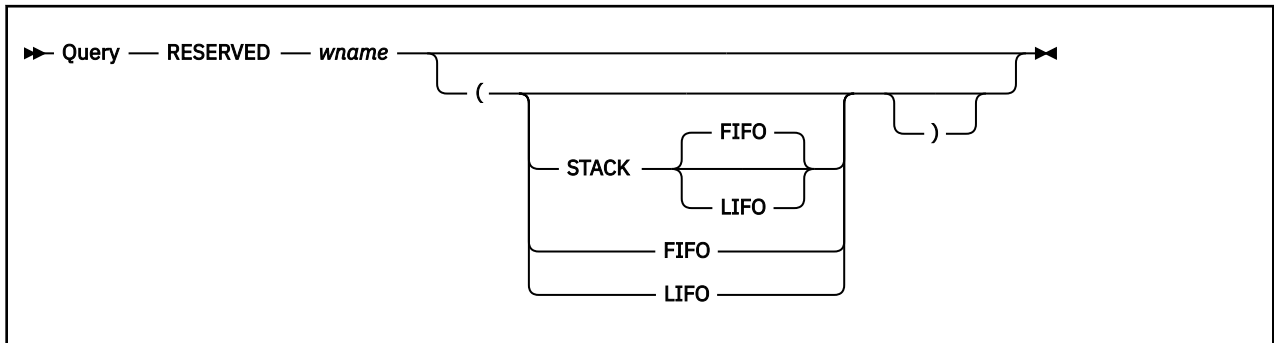 Query RESERVED wname
(
)
FIFO
STACK
LIFO
FIFO
LIFO